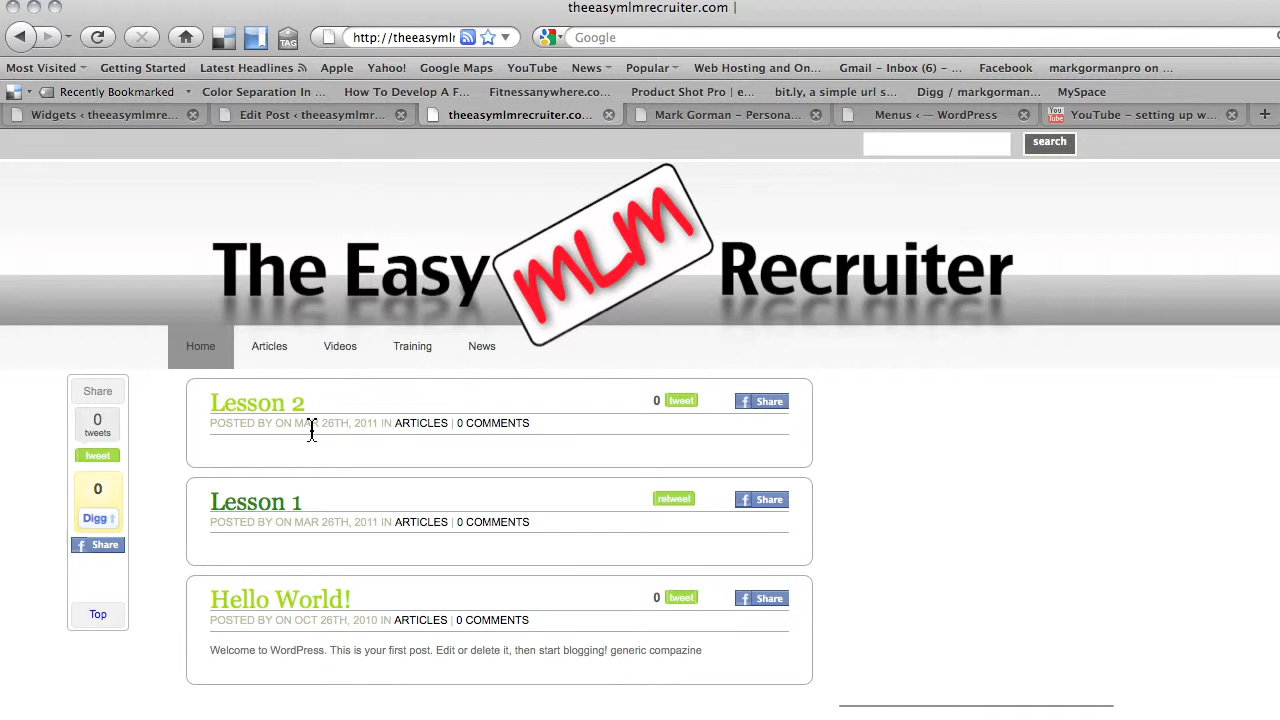 theeasymlmrecruiter.com |
http://theeasymlr
Google
Most Visited Getting Started Latest Headlines Apple Yahoo! Google Maps YouTube News Popular Web Hosting and On... Gmail - Inbox (6) - ... Facebook markgormanpro on ...
Recently Bookmarked Color Separation In ... How To Develop A F... Fitnessanywhere.co... Product Shot Pro | e... bit.ly, a simple url s... Digg / markgorman... MySpace
Widgets ‹ theeasymlmre... Edit Post ‹ theeasymlmr... theeasymlmrecruiter.co... Mark Gorman - Persona... Menus ‹ — WordPress YouTube - setting up w...
search
The Easy MLM Recruiter
Home Articles Videos Training News
Share
0
tweets
tweet
0
Digg
Share
Top
Lesson 2
0 tweet Share
POSTED BY ON MAR 26TH, 2011 IN ARTICLES | 0 COMMENTS
Lesson 1
retweet Share
POSTED BY ON MAR 26TH, 2011 IN ARTICLES | 0 COMMENTS
Hello World!
0 tweet Share
POSTED BY ON OCT 26TH, 2010 IN ARTICLES | 0 COMMENTS
Welcome to WordPress. This is your first post. Edit or delete it, then start blogging! generic compazine